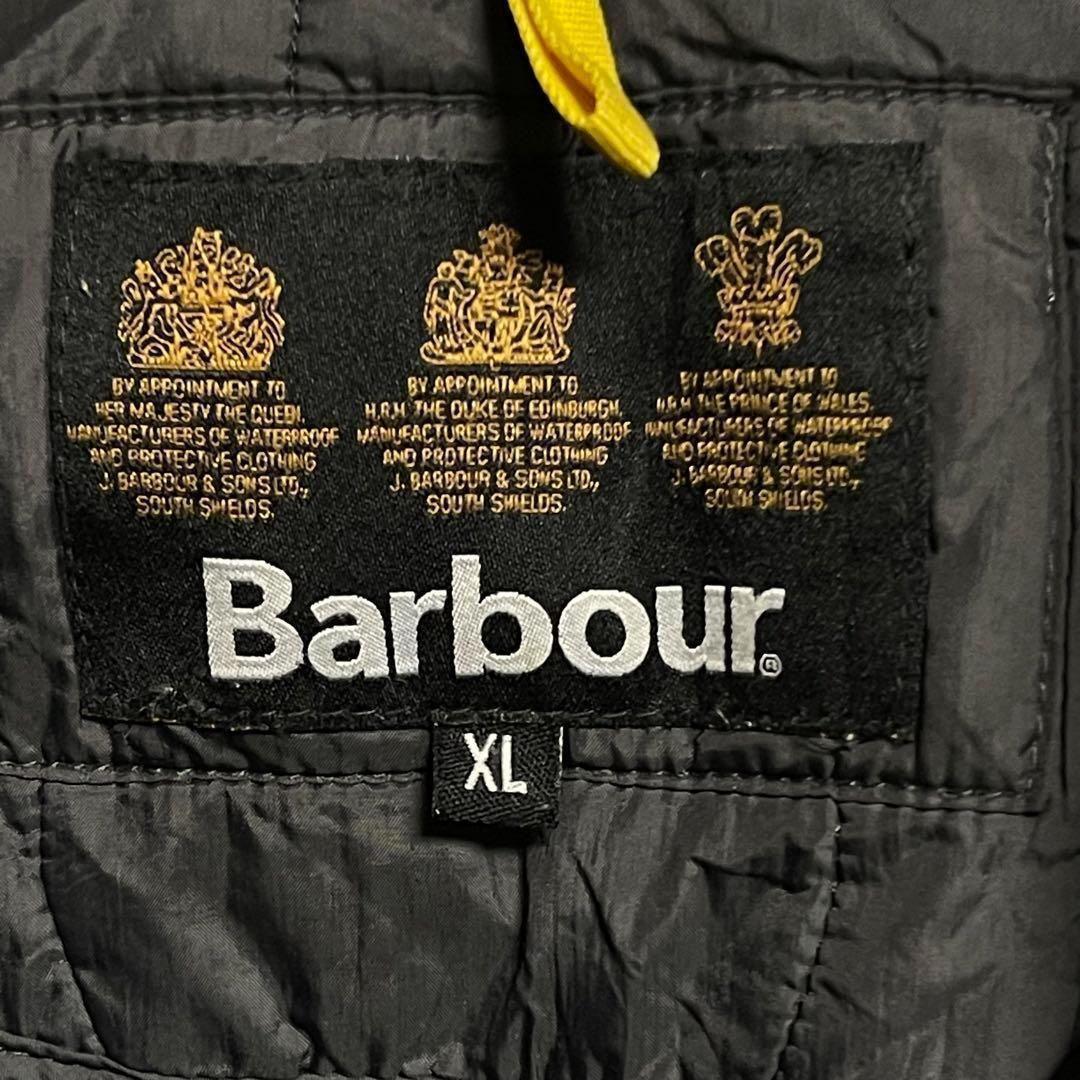 BY APPOINTMENT TO
HER MAJESTY THE QUEEN.
MANUFACTURERS OF WATERPROOF
AND PROTECTIVE CLOTHING
J. BARBOUR & SONS LTD.,
SOUTH SHIELDS.
BY APPOINTMENT TO
H.R.H. THE DUKE OF EDINBURGH.
MANUFACTURERS OF WATERPROOF
AND PROTECTIVE CLOTHING
J. BARBOUR & SONS LTD.,
SOUTH SHIELDS.
BY APPOINTMENT TO
H.R.H. THE PRINCE OF WALES.
MANUFACTURERS OF WATERPROOF
AND PROTECTIVE CLOTHING
J. BARBOUR & SONS LTD.,
SOUTH SHIELDS.
Barbour®
XL